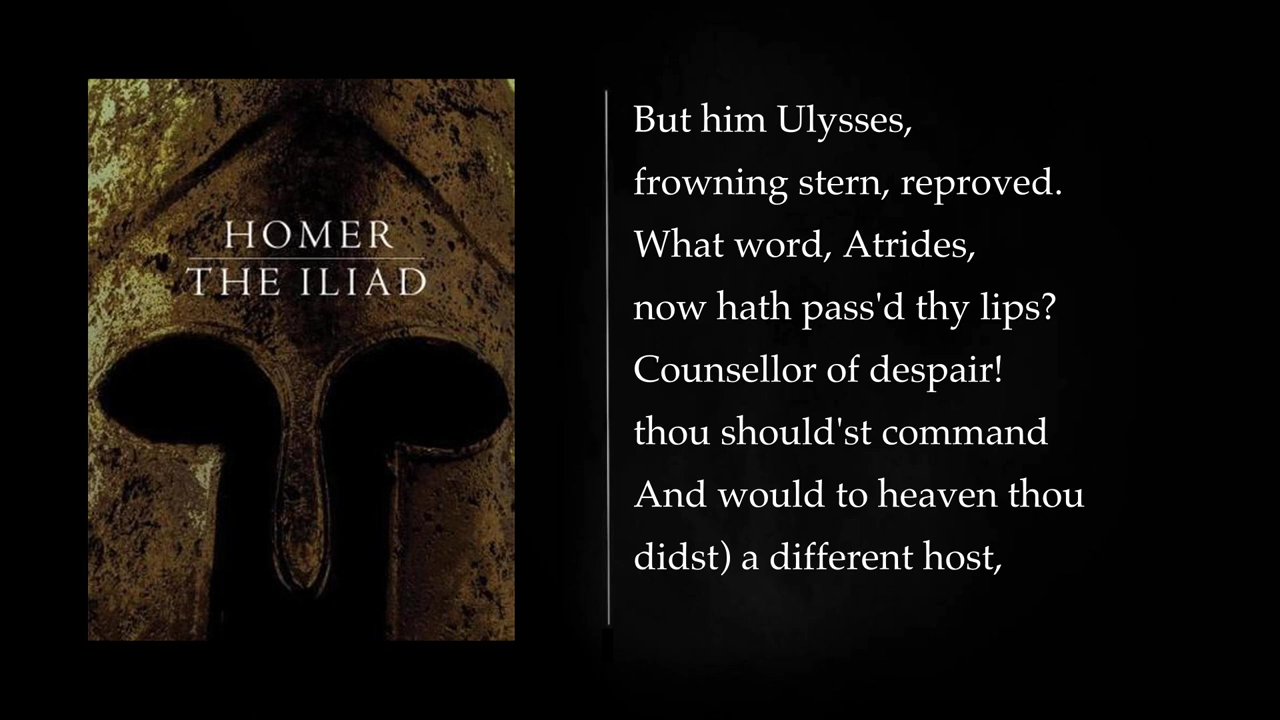 HOMER
THE ILIAD
But him Ulysses,
frowning stern, reproved.
What word, Atrides,
now hath pass'd thy lips?
Counsellor of despair!
thou should'st command
And would to heaven thou
didst) a different host,